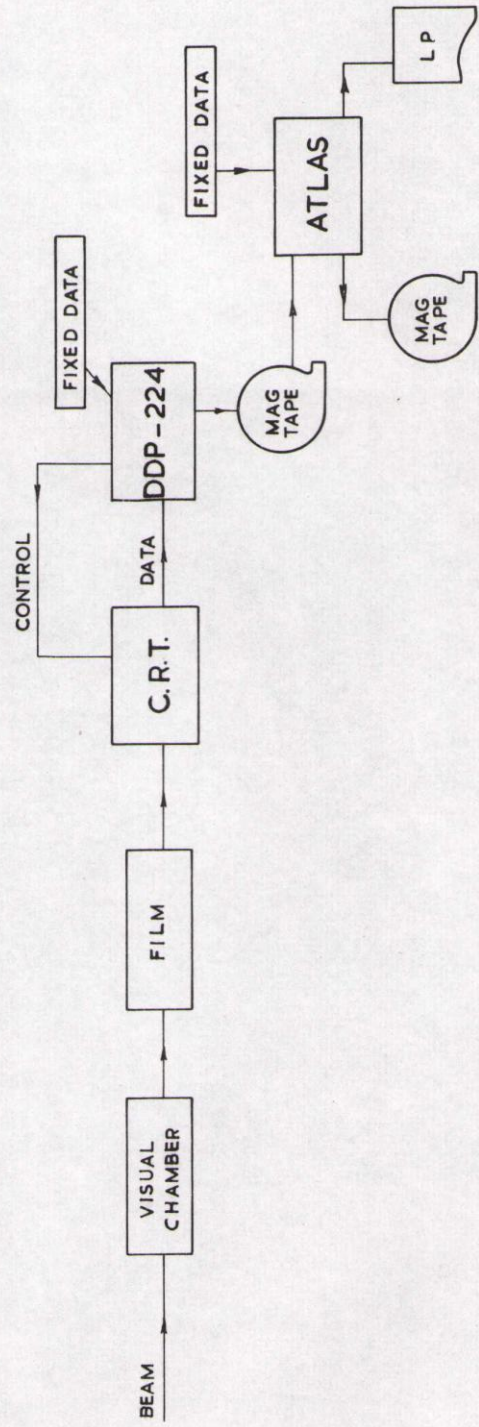 BEAM
VISUAL
CHAMBER
FILM
C.R.T.
CONTROL
DATA
DDP-224
FIXED DATA
MAG
TAPE
FIXED DATA
ATLAS
MAG
TAPE
LP